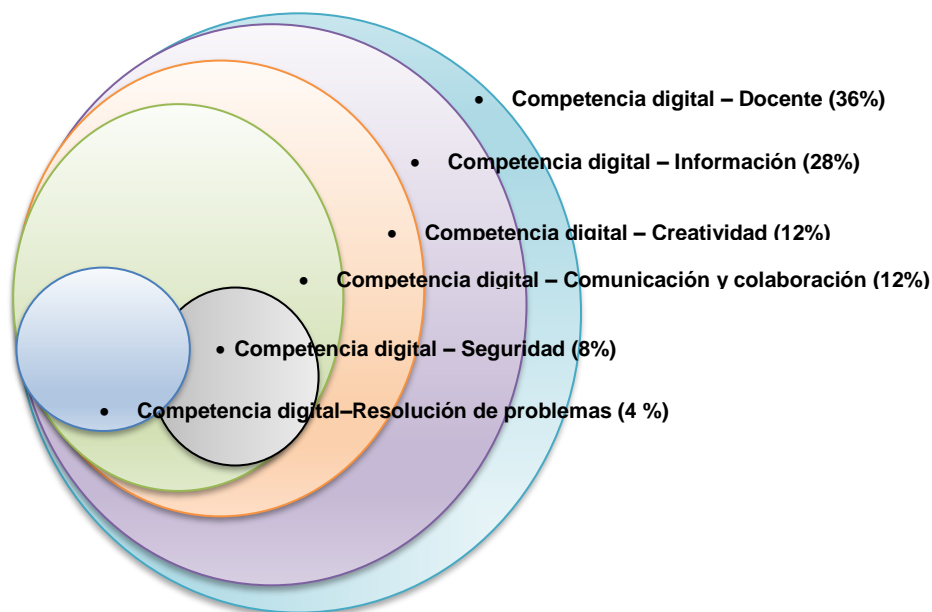 • Competencia digital – Docente (36%)
• Competencia digital – Información (28%)
• Competencia digital – Creatividad (12%)
• Competencia digital – Comunicación y colaboración (12%)
• Competencia digital – Seguridad (8%)
• Competencia digital–Resolución de problemas (4 %)